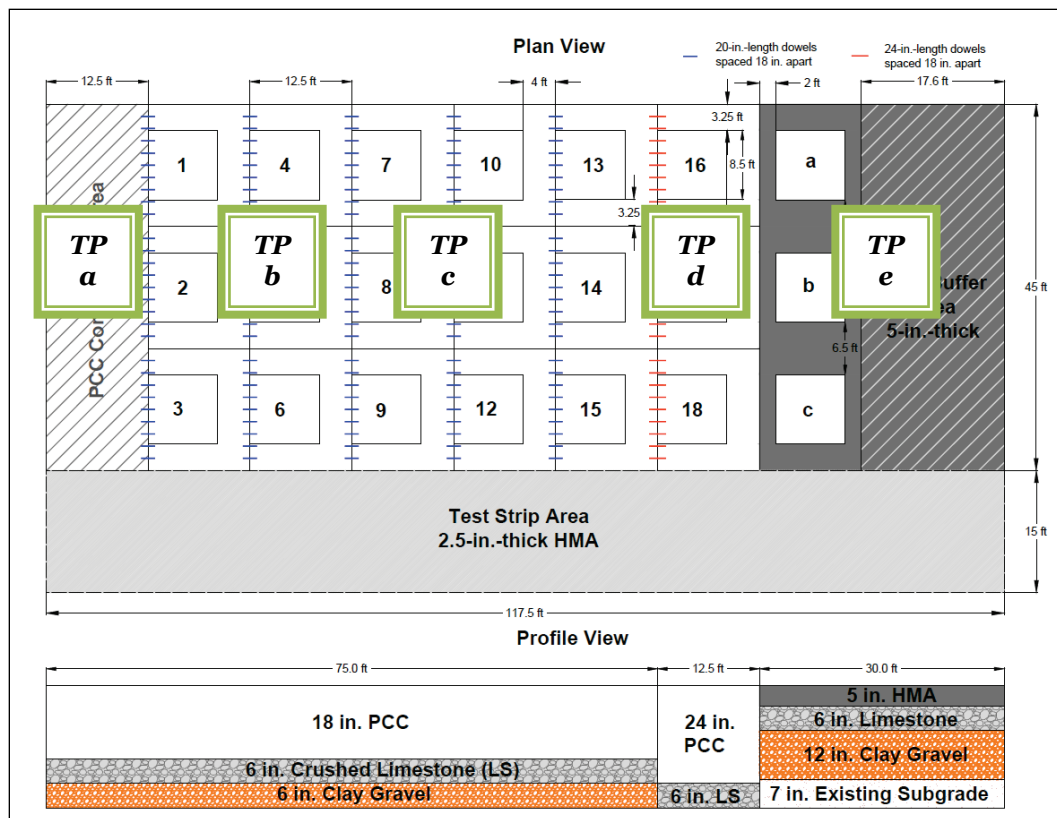 Plan View
20-in.-length dowels
spaced 18 in. apart
24-in.-length dowels
spaced 18 in. apart
12.5 ft
12.5 ft
4 ft
2 ft
17.6 ft
3.25 ft
1
4
7
10
13
16
a
8.5 ft
3.25
TP
a
TP
b
TP
c
TP
d
TP
e
2
8
14
b
Buffer
5-in.-thick
45 ft
6.5 ft
PCC
3
6
9
12
15
18
c
Test Strip Area
2.5-in.-thick HMA
15 ft
117.5 ft
Profile View
75.0 ft
12.5 ft
30.0 ft
18 in. PCC
24 in.
PCC
5 in. HMA
6 in. Limestone
12 in. Clay Gravel
6 in. Crushed Limestone (LS)
6 in. Clay Gravel
6 in. LS
7 in. Existing Subgrade